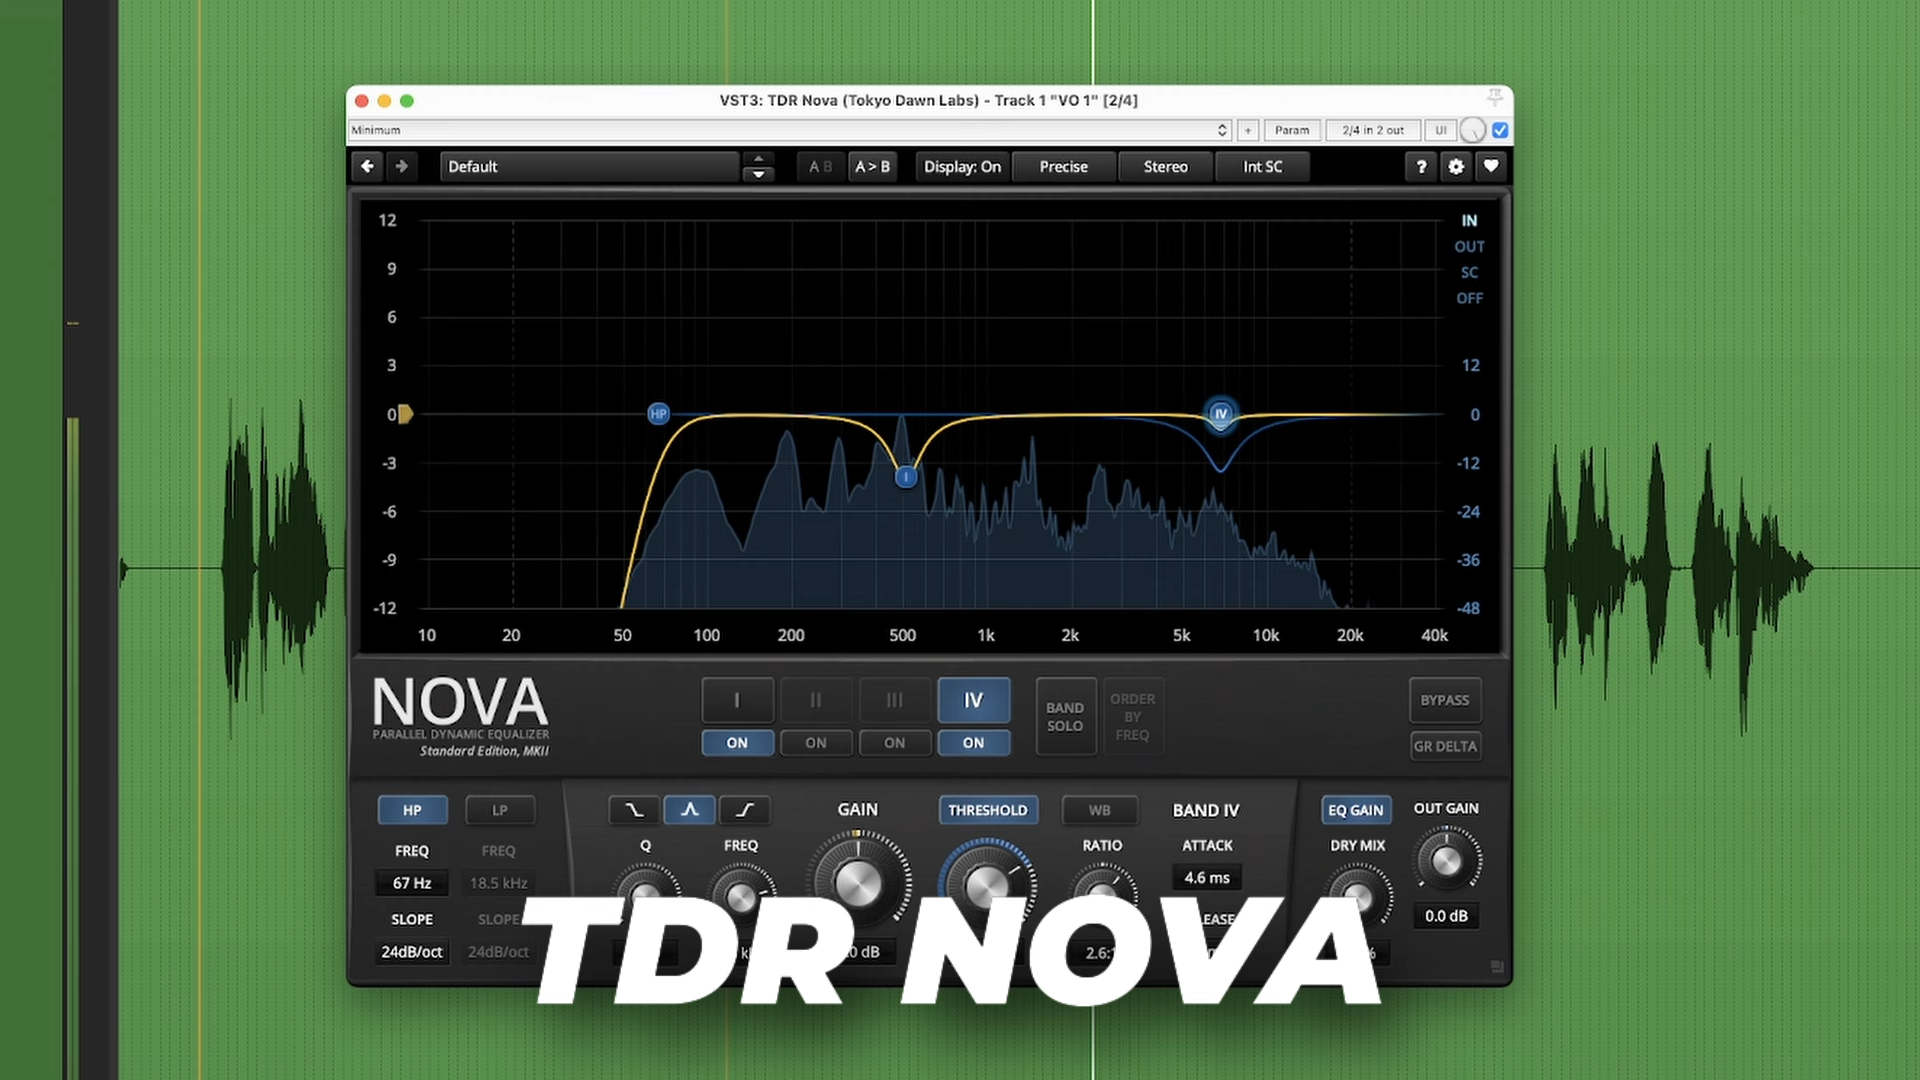 VST3: TDR Nova (Tokyo Dawn Labs) - Track 1 "VO 1" [2/4]
Minimum + Param 2/4 in 2 out UI
Default A B A > B Display: On Precise Stereo Int SC ?
12 IN
9 OUT
SC
6 OFF
3 12
0 HP IV 0
-3 -12
I
-6 -24
-9 -36
-12 -48
10 20 50 100 200 500 1k 2k 5k 10k 20k 40k
NOVA
PARALLEL DYNAMIC EQUALIZER
Standard Edition, MKII
I II III IV
ON ON ON ON
BAND
SOLO
ORDER
BY
FREQ
BYPASS
GR DELTA
HP LP GAIN THRESHOLD WB BAND IV EQ GAIN OUT GAIN
FREQ FREQ Q FREQ RATIO ATTACK DRY MIX
67 Hz 18.5 kHz 4.6 ms
SLOPE SLOPE 0.0 dB
24dB/oct 24dB/oct dB 2.6:
TDR NOVA